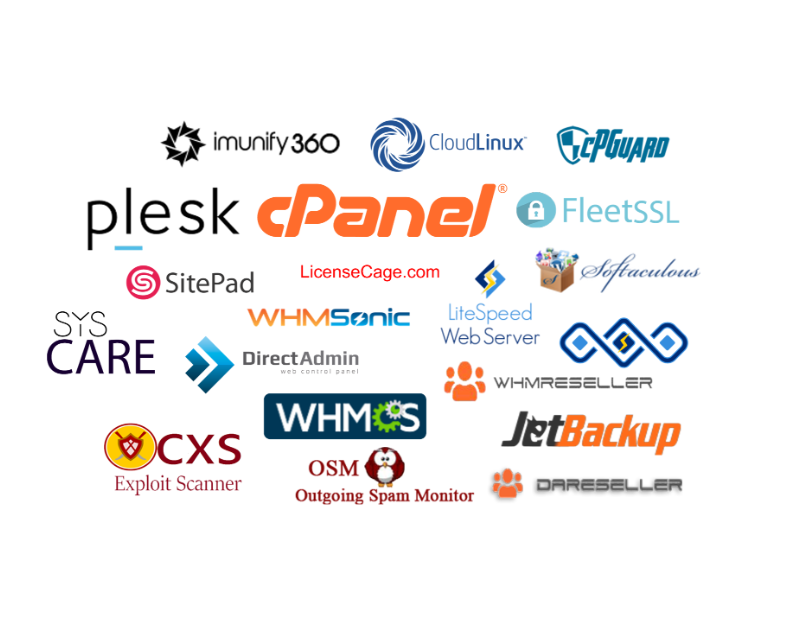 imunify360
CloudLinux™
cPGuard
plesk
cPanel®
FleetSSL
SitePad
LicenseCage.com
Softaculous
SYS
CARE
WHMSonic
LiteSpeed
Web Server
DirectAdmin
web control panel
WHMRESELLER
WHMCS
JetBackup
CXS
Exploit Scanner
OSM
Outgoing Spam Monitor
DARESELLER